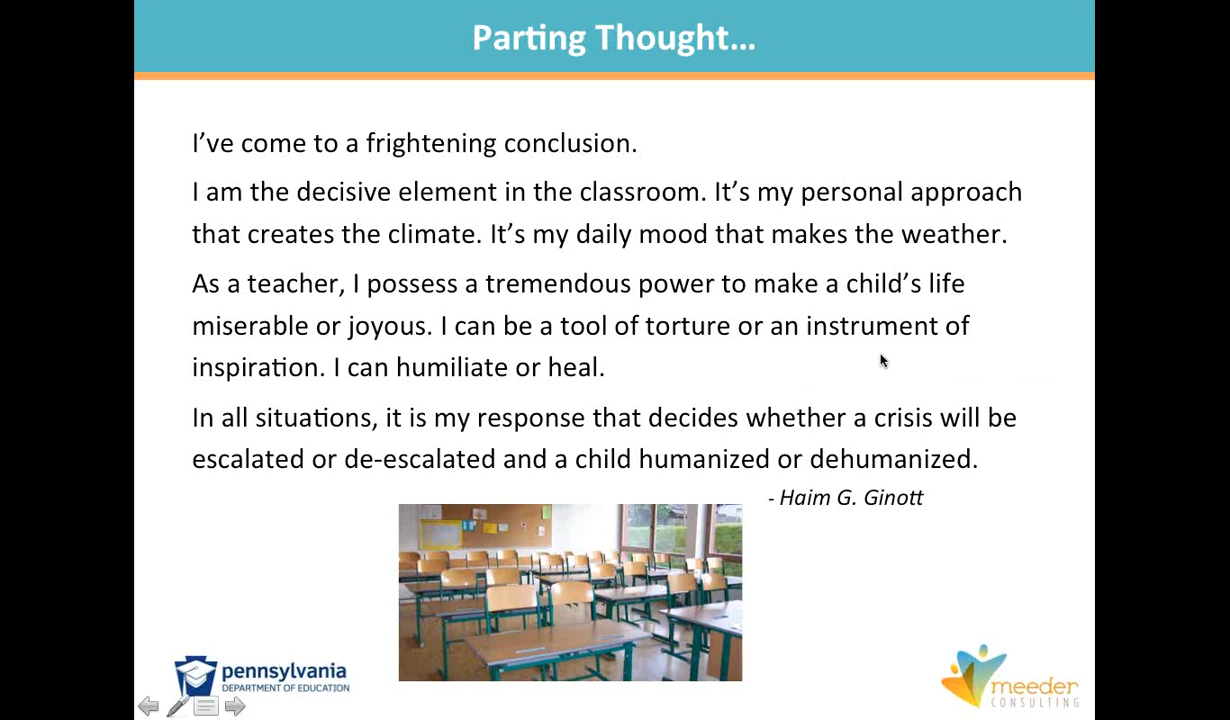 Parting Thought...
I've come to a frightening conclusion.
I am the decisive element in the classroom. It's my personal approach
that creates the climate. It's my daily mood that makes the weather.
As a teacher, I possess a tremendous power to make a child's life
miserable or joyous. I can be a tool of torture or an instrument of
inspiration. I can humiliate or heal.
In all situations, it is my response that decides whether a crisis will be
escalated or de-escalated and a child humanized or dehumanized.
- Haim G. Ginott
pennsylvania
DEPARTMENT OF EDUCATION
meeder
CONSULTING